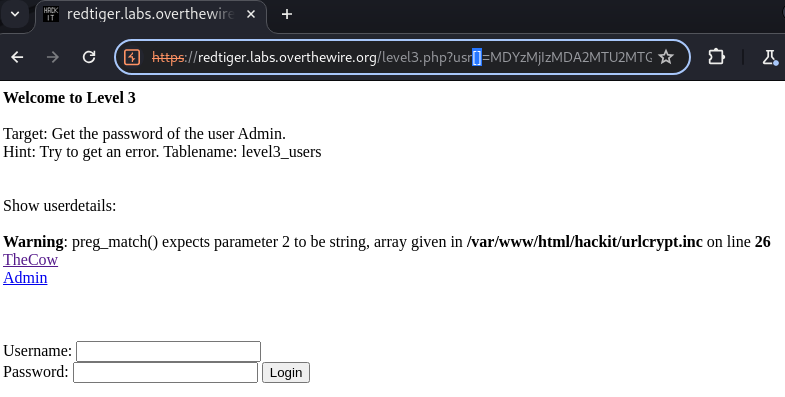 HACK
IT
redtiger.labs.overthewire
https://redtiger.labs.overthewire.org/level3.php?usr[]=MDYzMjIzMDA2MTU2MTG
Welcome to Level 3
Target: Get the password of the user Admin.
Hint: Try to get an error. Tablename: level3_users
Show userdetails:
Warning: preg_match() expects parameter 2 to be string, array given in /var/www/html/hackit/urlcrypt.inc on line 26
TheCow
Admin
Username:
Password: Login